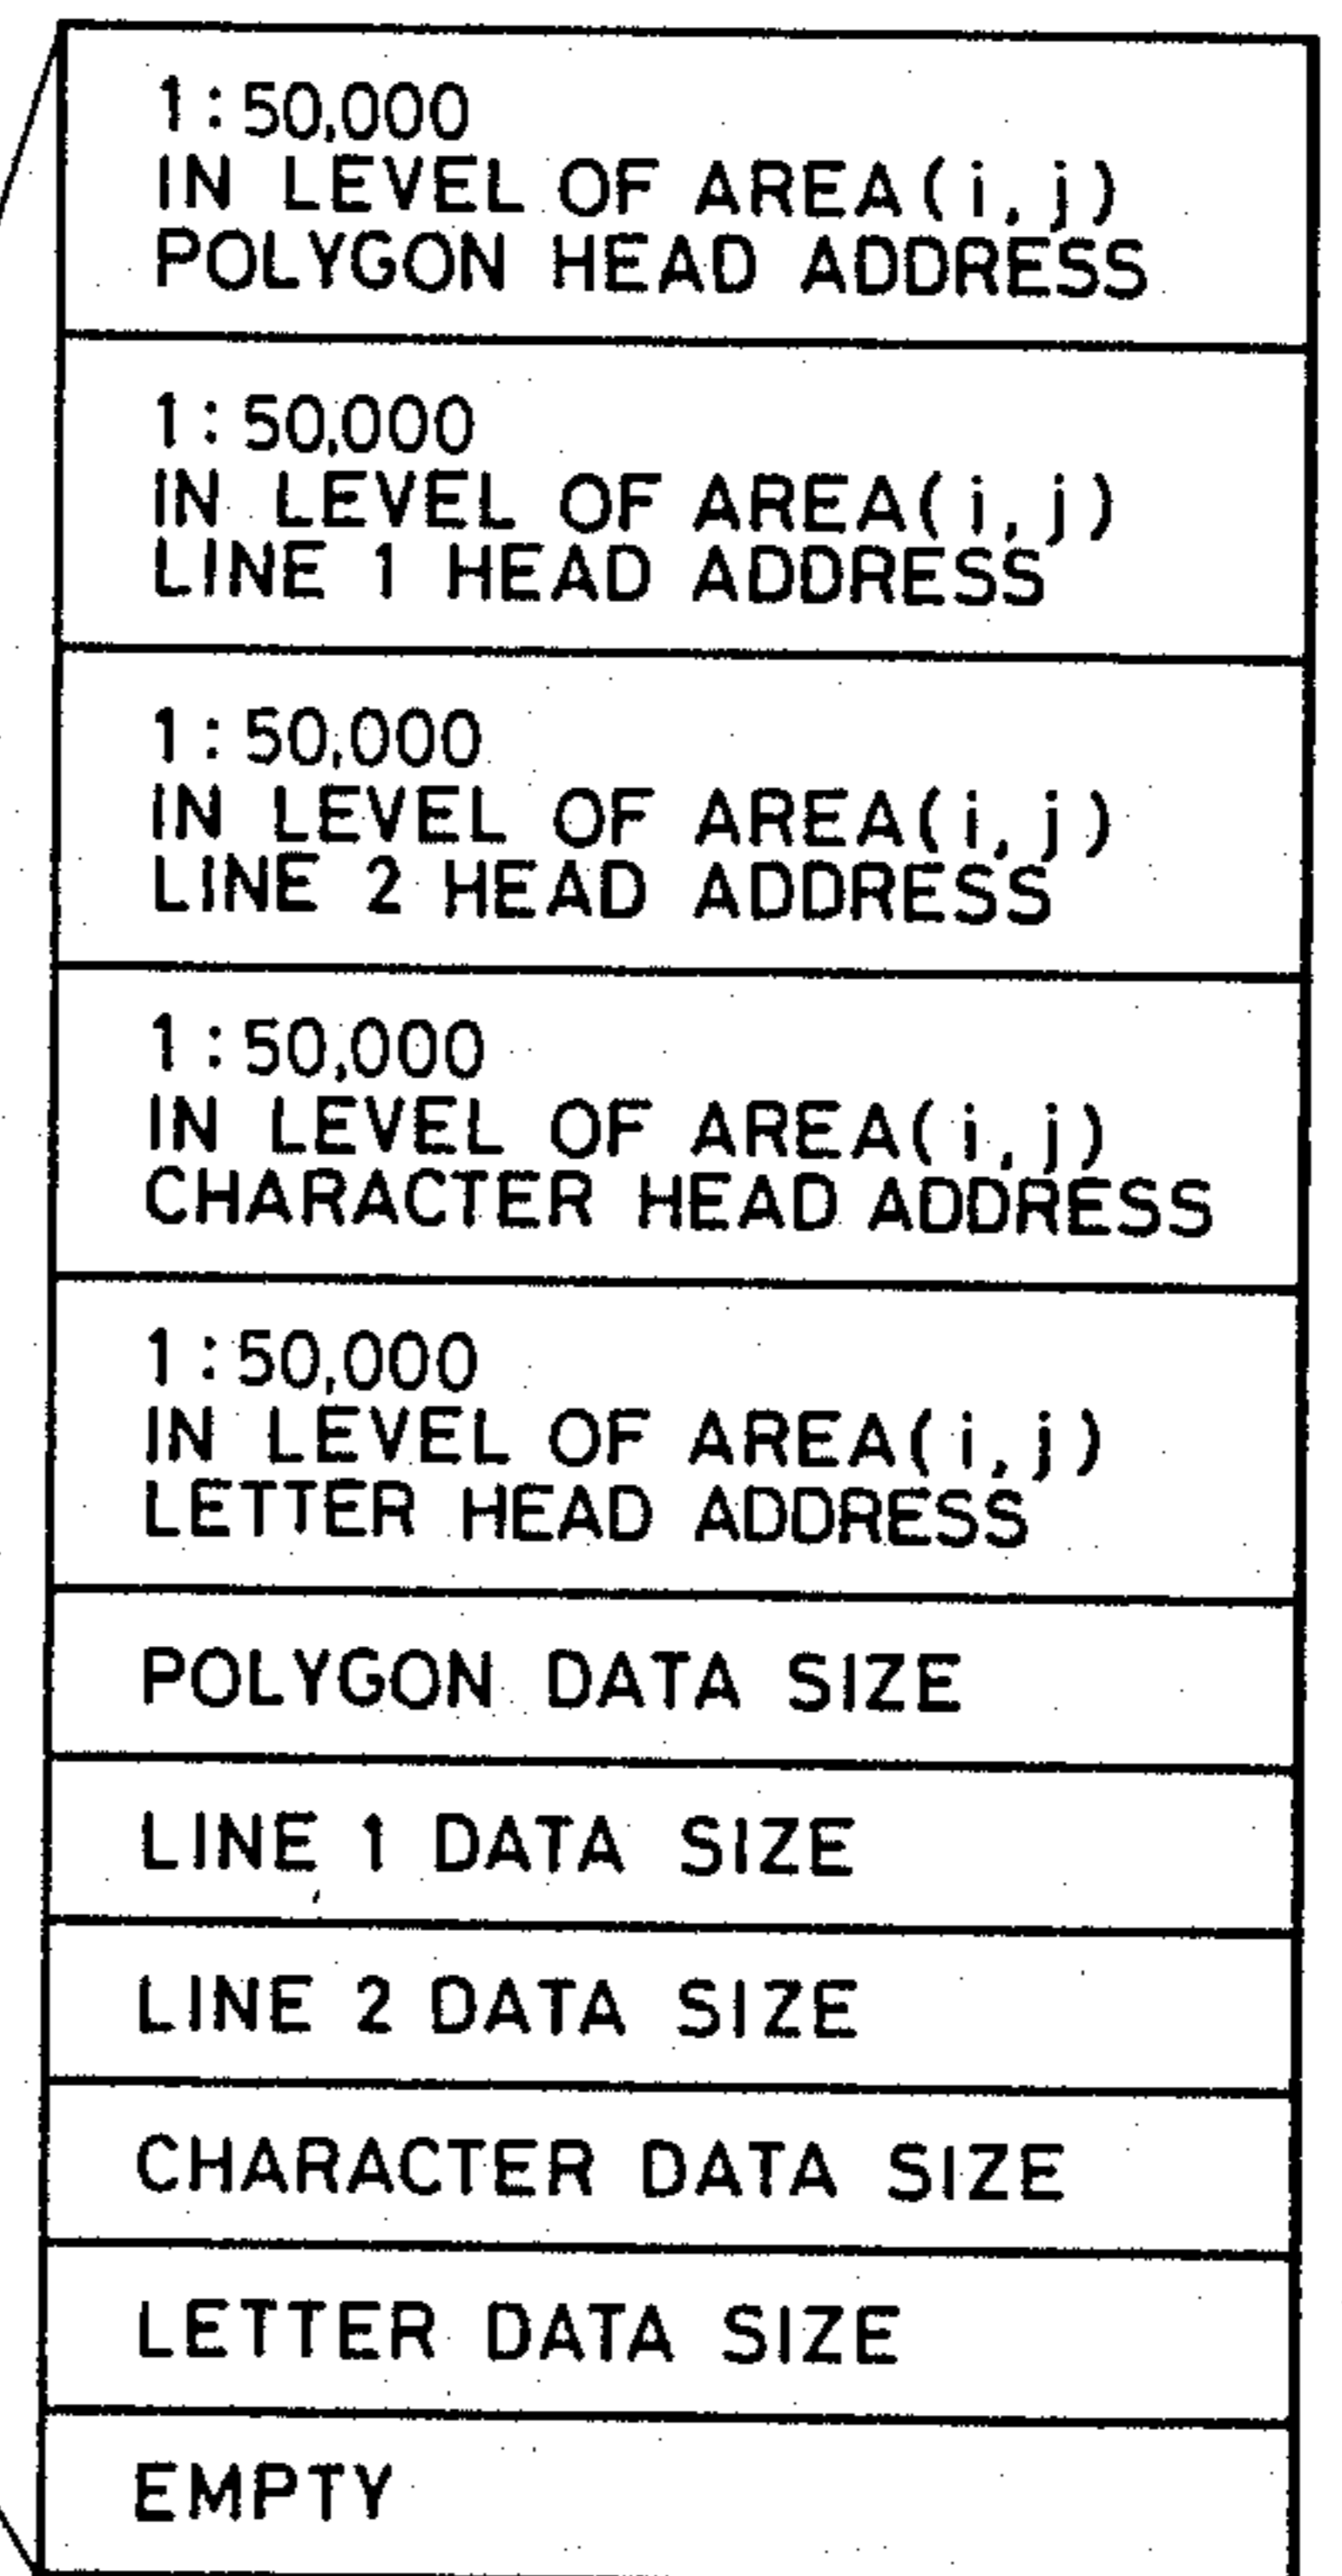 1:50,000
IN LEVEL OF AREA(i,j)
POLYGON HEAD ADDRESS
1:50,000
IN LEVEL OF AREA(i,j)
LINE 1 HEAD ADDRESS
1:50,000
IN LEVEL OF AREA(i,j)
LINE 2 HEAD ADDRESS
1:50,000
IN LEVEL OF AREA(i,j)
CHARACTER HEAD ADDRESS
1:50,000
IN LEVEL OF AREA(i,j)
LETTER HEAD ADDRESS
POLYGON DATA SIZE
LINE 1 DATA SIZE
LINE 2 DATA SIZE
CHARACTER DATA SIZE
LETTER DATA SIZE
EMPTY